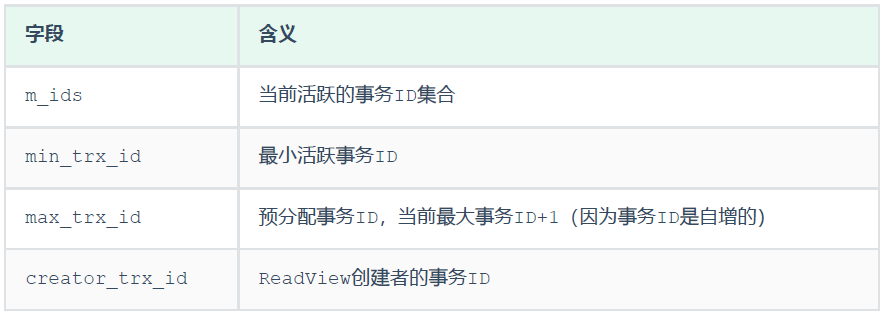 字段 含义
m_ids 当前活跃的事务ID集合
min_trx_id 最小活跃事务ID
max_trx_id 预分配事务ID，当前最大事务ID+1（因为事务ID是自增的）
creator_trx_id ReadView创建者的事务ID